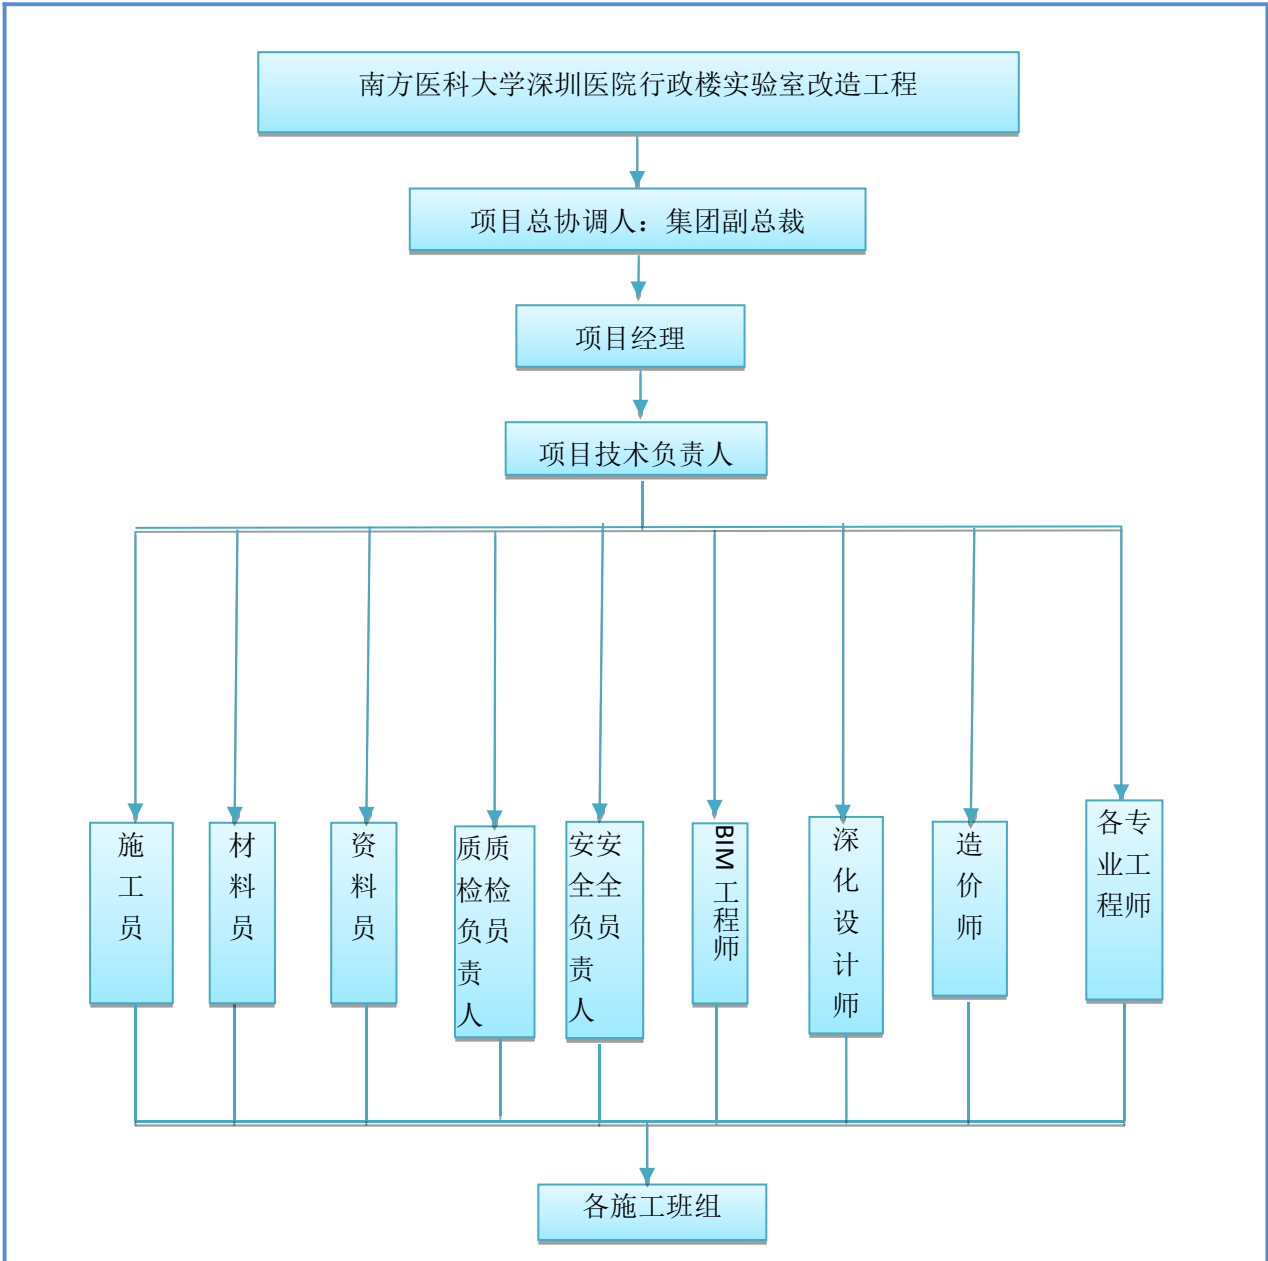 南方医科大学深圳医院行政楼实验室改造工程
项目总协调人：集团副总裁
项目经理
项目技术负责人
施工员
材料员
资料员
质检负责人
质检员
安全负责人
安全员
BIM 工程师
深化设计师
造价师
各专
业工
程师
各施工班组